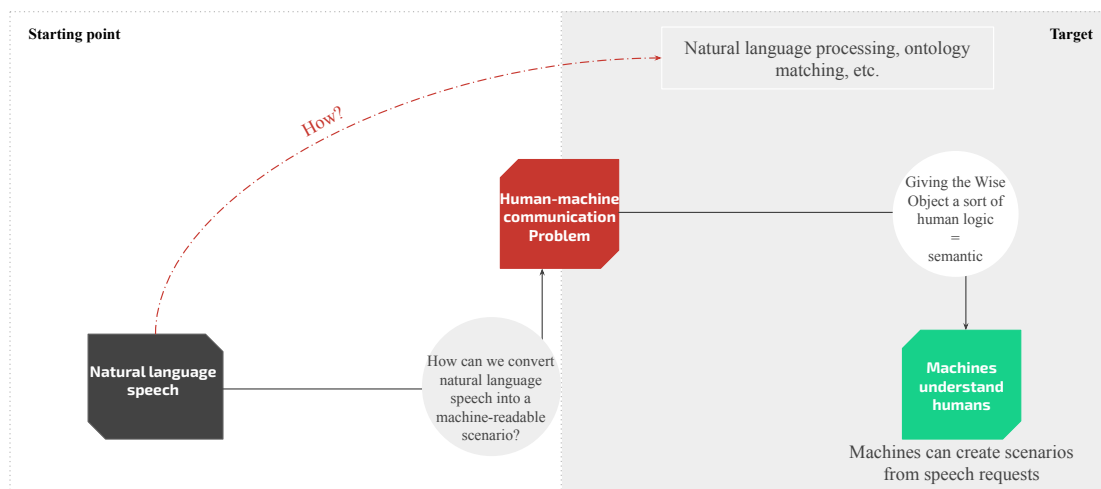 Starting point
Target
Natural language processing, ontology
matching, etc.
How?
Human-machine
communication
Problem
Giving the Wise
Object a sort of
human logic
=
semantic
Natural language
speech
How can we convert
natural language
speech into a
machine-readable
scenario?
Machines
understand
humans
Machines can create scenarios
from speech requests